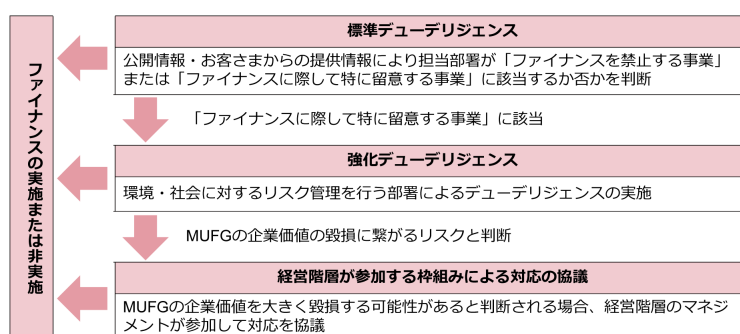 ファイナンスの実施または非実施
標準デューデリジェンス
公開情報・お客さまからの提供情報により担当部署が「ファイナンスを禁止する事業」
または「ファイナンスに際して特に留意する事業」に該当するか否かを判断
「ファイナンスに際して特に留意する事業」に該当
強化デューデリジェンス
環境・社会に対するリスク管理を行う部署によるデューデリジェンスの実施
MUFGの企業価値の毀損に繋がるリスクと判断
経営階層が参加する枠組みによる対応の協議
MUFGの企業価値を大きく毀損する可能性があると判断される場合、経営階層のマネジ
メントが参加して対応を協議